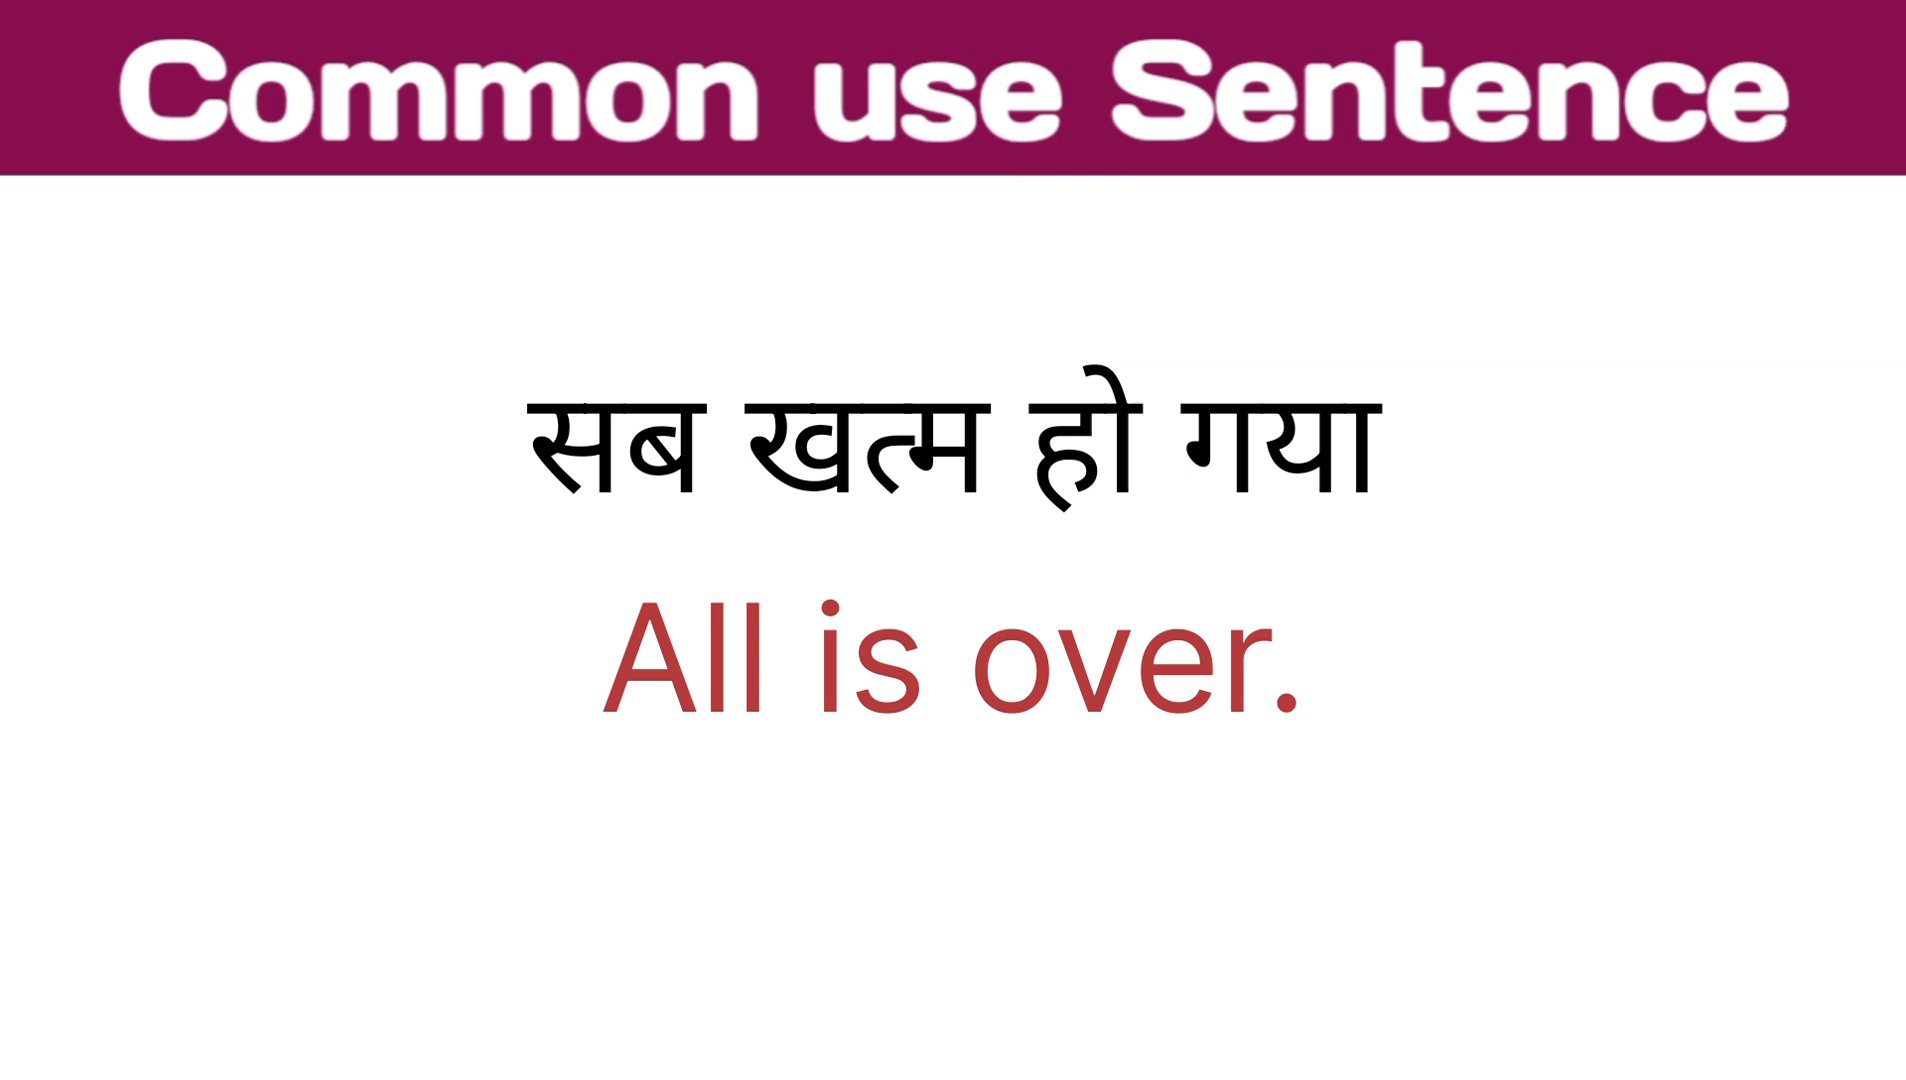 Common use Sentence
सब खत्म हो गया
All is over.